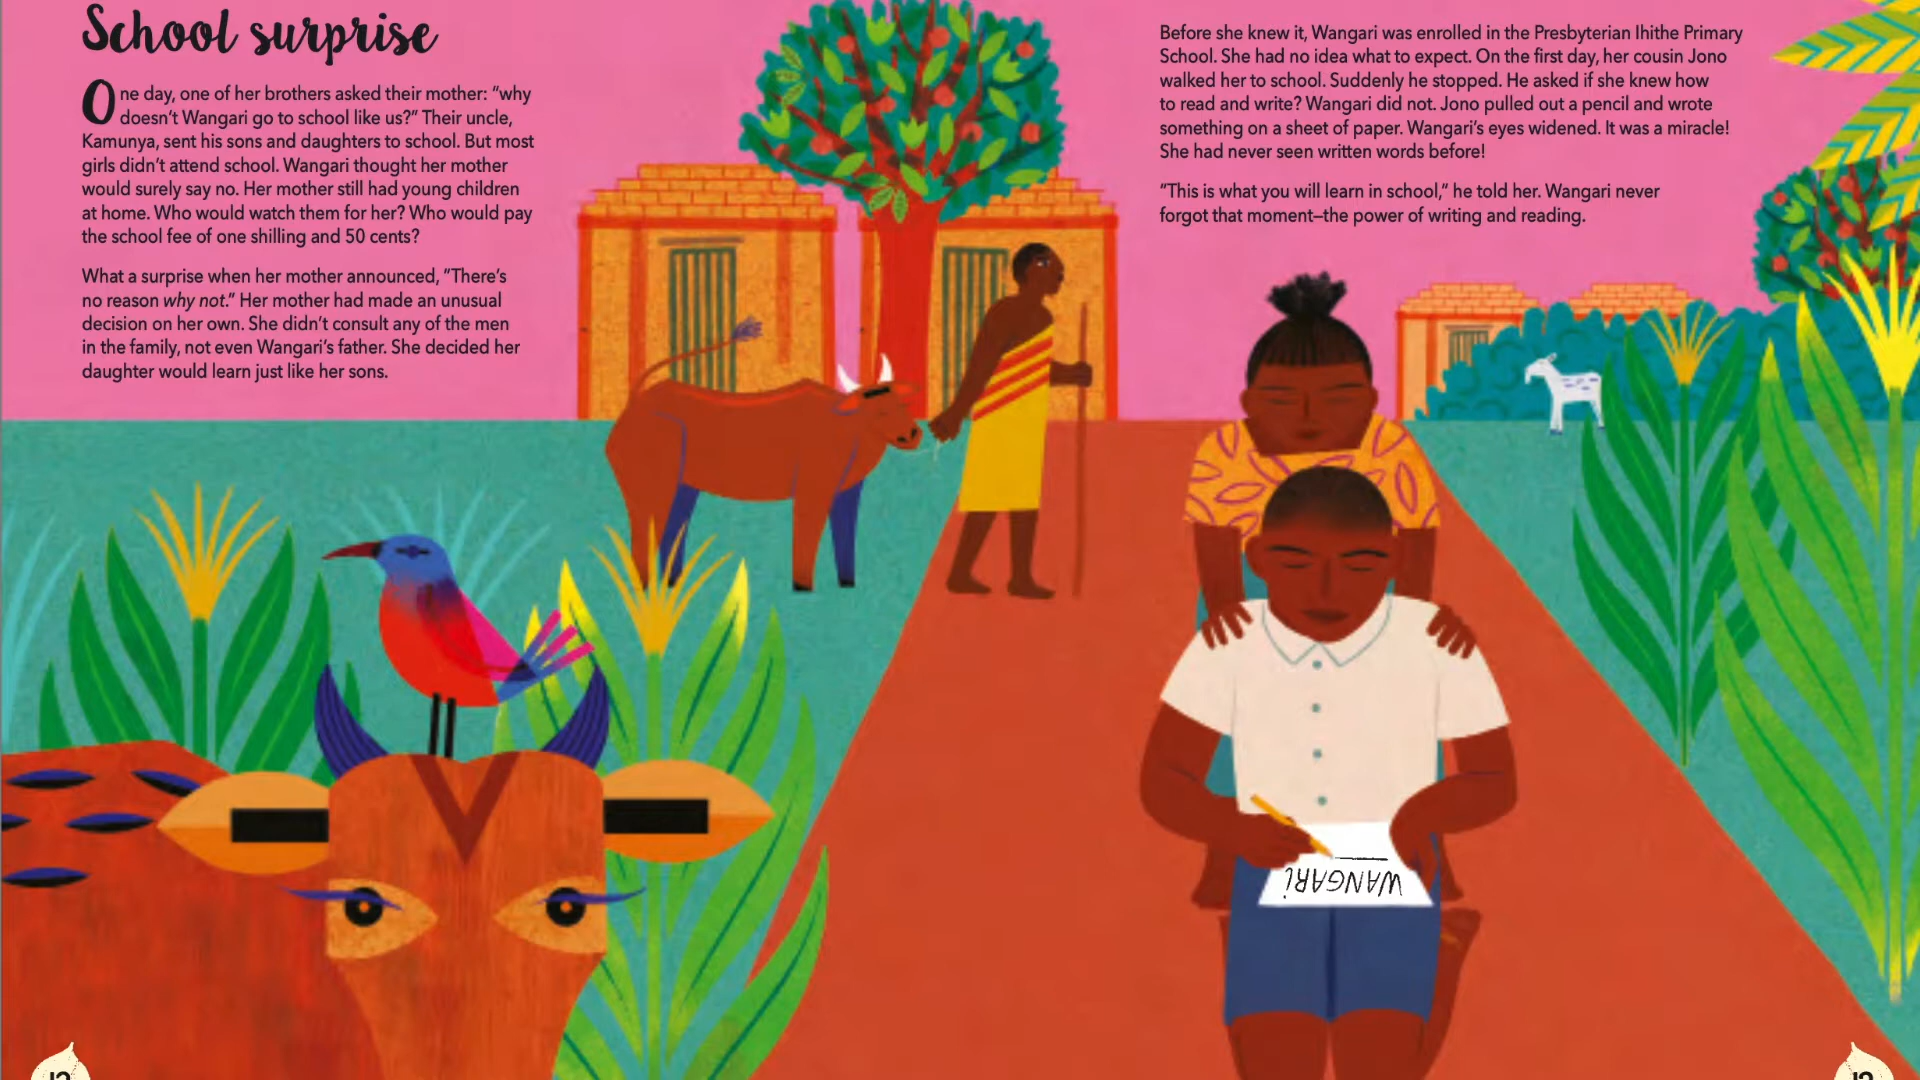 School surprise
One day, one of her brothers asked their mother: “why
doesn’t Wangari go to school like us?” Their uncle,
Kamunya, sent his sons and daughters to school. But most
girls didn’t attend school. Wangari thought her mother
would surely say no. Her mother still had young children
at home. Who would watch them for her? Who would pay
the school fee of one shilling and 50 cents?
What a surprise when her mother announced, “There’s
no reason why not.” Her mother had made an unusual
decision on her own. She didn’t consult any of the men
in the family, not even Wangari’s father. She decided her
daughter would learn just like her sons.
Before she knew it, Wangari was enrolled in the Presbyterian Ihithe Primary
School. She had no idea what to expect. On the first day, her cousin Jono
walked her to school. Suddenly he stopped. He asked if she knew how
to read and write? Wangari did not. Jono pulled out a pencil and wrote
something on a sheet of paper. Wangari’s eyes widened. It was a miracle!
She had never seen written words before!
“This is what you will learn in school,“ he told her. Wangari never
forgot that moment—the power of writing and reading.
WANGARi